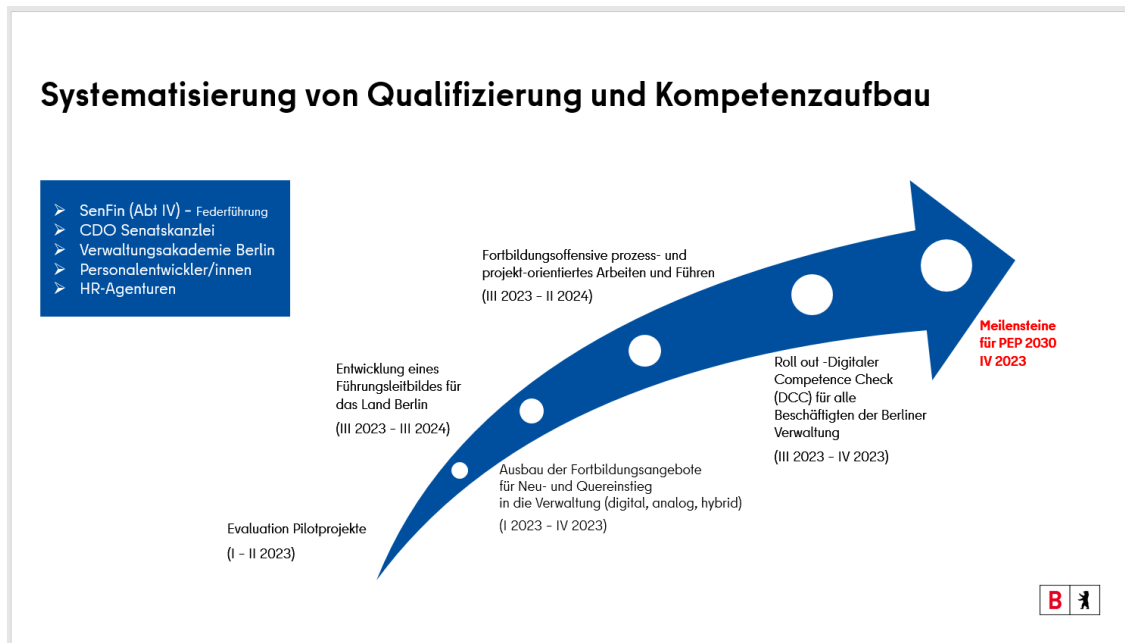 Systematisierung von Qualifizierung und Kompetenzaufbau
➢ SenFin (Abt IV) – Federführung
➢ CDO Senatskanzlei
➢ Verwaltungsakademie Berlin
➢ Personalentwickler/innen
➢ HR-Agenturen
Fortbildungsoffensive prozess- und
projekt-orientiertes Arbeiten und Führen
(III 2023 – II 2024)
Meilensteine
für PEP 2030
IV 2023
Entwicklung eines
Führungsleitbildes für
das Land Berlin
(III 2023 – III 2024)
Roll out -Digitaler
Competence Check
(DCC) für alle
Beschäftigten der Berliner
Verwaltung
(III 2023 – IV 2023)
Ausbau der Fortbildungsangebote
für Neu- und Quereinstieg
in die Verwaltung (digital, analog, hybrid)
(I 2023 – IV 2023)
Evaluation Pilotprojekte
(I – II 2023)
B